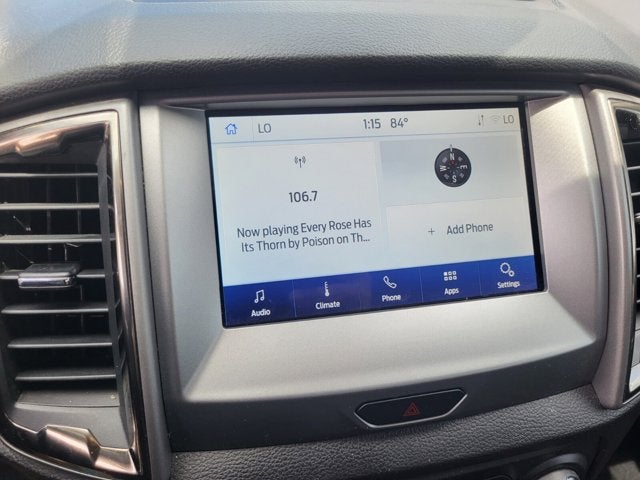 LO 1:15 84° LO
106.7
Now playing Every Rose Has
Its Thorn by Poison on Th...
N
W E
S
+ Add Phone
Audio Climate Phone Apps Settings